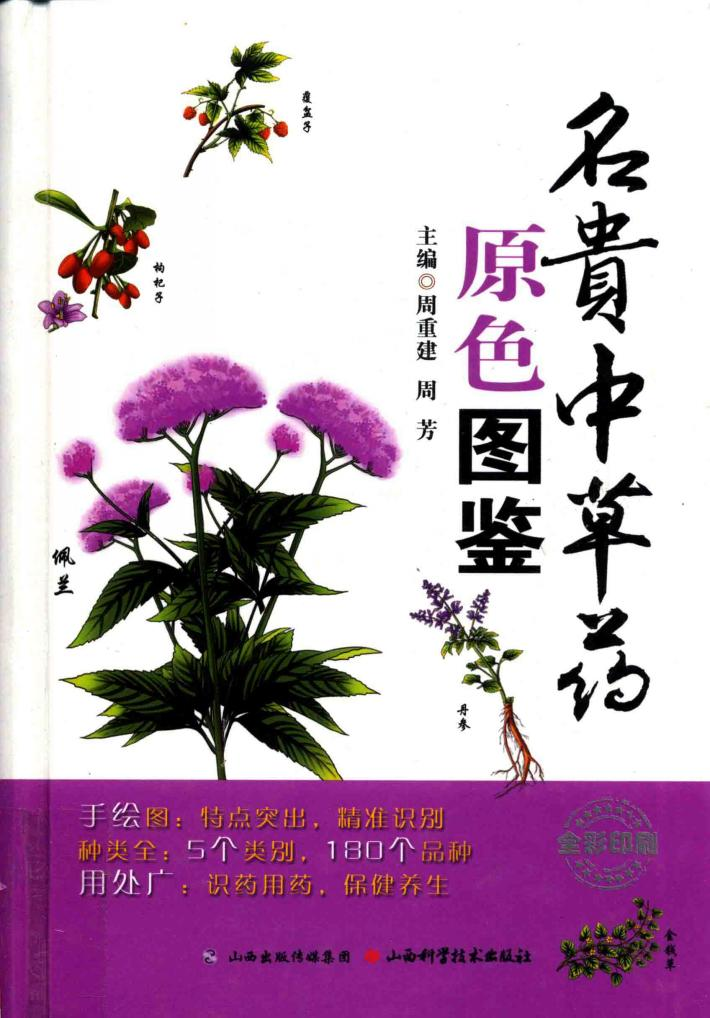 名貴中草药
原色图鉴
主编◎周重建 周 芳
覆盆子
枸杞子
佩兰
丹参
手绘图：特点突出，精准识别
种类全：5个类别，180个品种
用处广：识药用药，保健养生
全彩印刷
金钱草
山西出版传媒集团 山西科学技术出版社